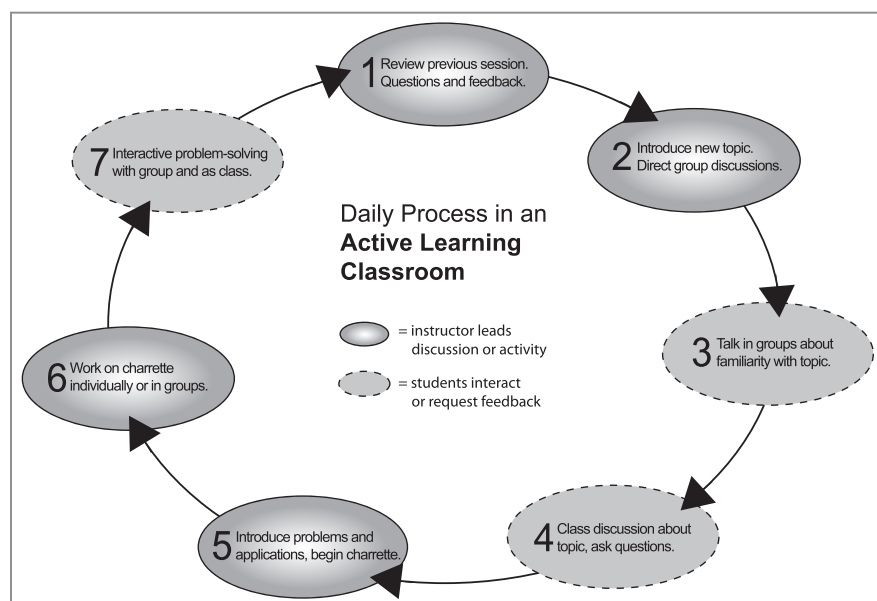 1 Review previous session.
Questions and feedback.
2 Introduce new topic.
Direct group discussions.
3 Talk in groups about
familiarity with topic.
4 Class discussion about
topic, ask questions.
5 Introduce problems and
applications, begin charrette.
6 Work on charrette
individually or in groups.
7 Interactive problem-solving
with group and as class.
Daily Process in an
Active Learning
Classroom
= instructor leads
discussion or activity
= students interact
or request feedback